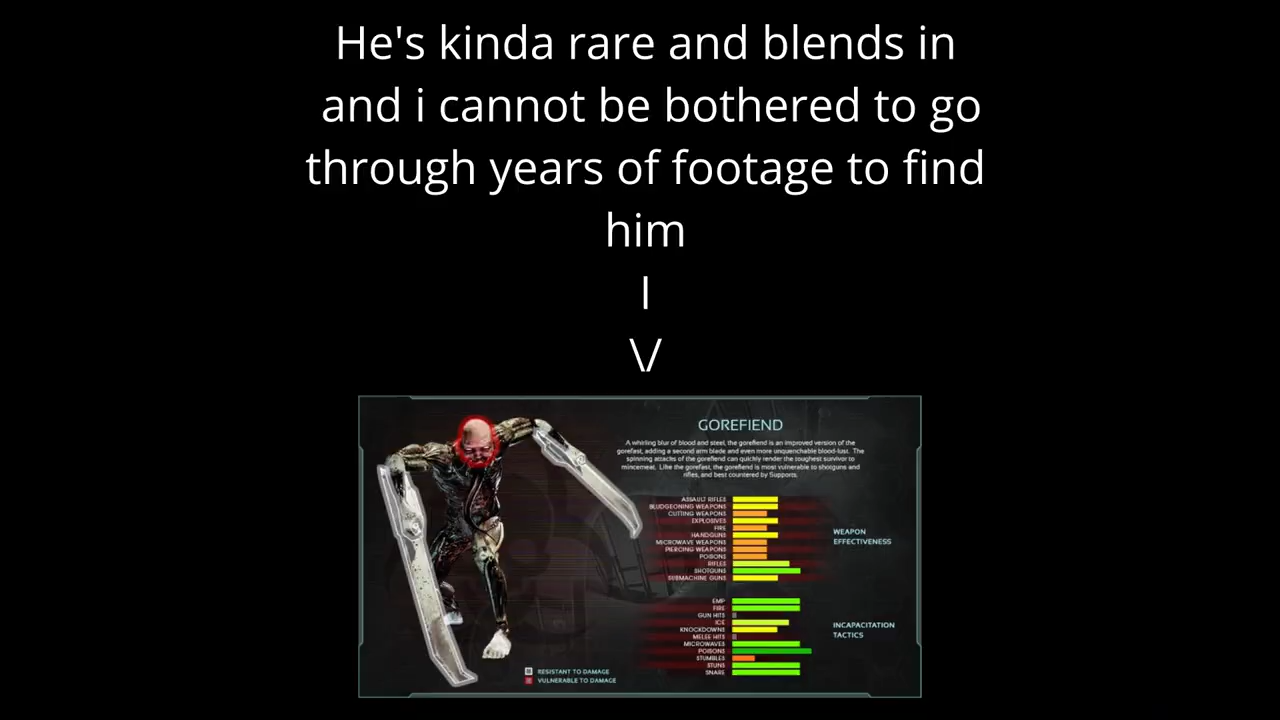 He's kinda rare and blends in
and i cannot be bothered to go
through years of footage to find
him
|
\/
GOREFIEND
A whirling blur of blood and steel, the gorefiend is an improved version of the
gorefast, adding a second arm blade and even more unquenchable blood-lust. The
spinning attacks of the gorefiend can quickly render the toughest survivor to
mincemeat. Like the gorefast, the gorefiend is most vulnerable to shotguns and
rifles, and best countered by Supports.
ASSAULT RIFLES
BLUDGEONING WEAPONS
CUTTING WEAPONS
EXPLOSIVES
FIRE
HANDGUNS
MICROWAVE WEAPONS
PIERCING WEAPONS
POISONS
RIFLES
SHOTGUNS
SUBMACHINE GUNS
WEAPON
EFFECTIVENESS
EMP
FIRE
GUN HITS
ICE
KNOCKDOWNS
MELEE HITS
MICROWAVES
POISONS
STUMBLES
STUNS
SNARE
INCAPACITATION
TACTICS
RESISTANT TO DAMAGE
VULNERABLE TO DAMAGE